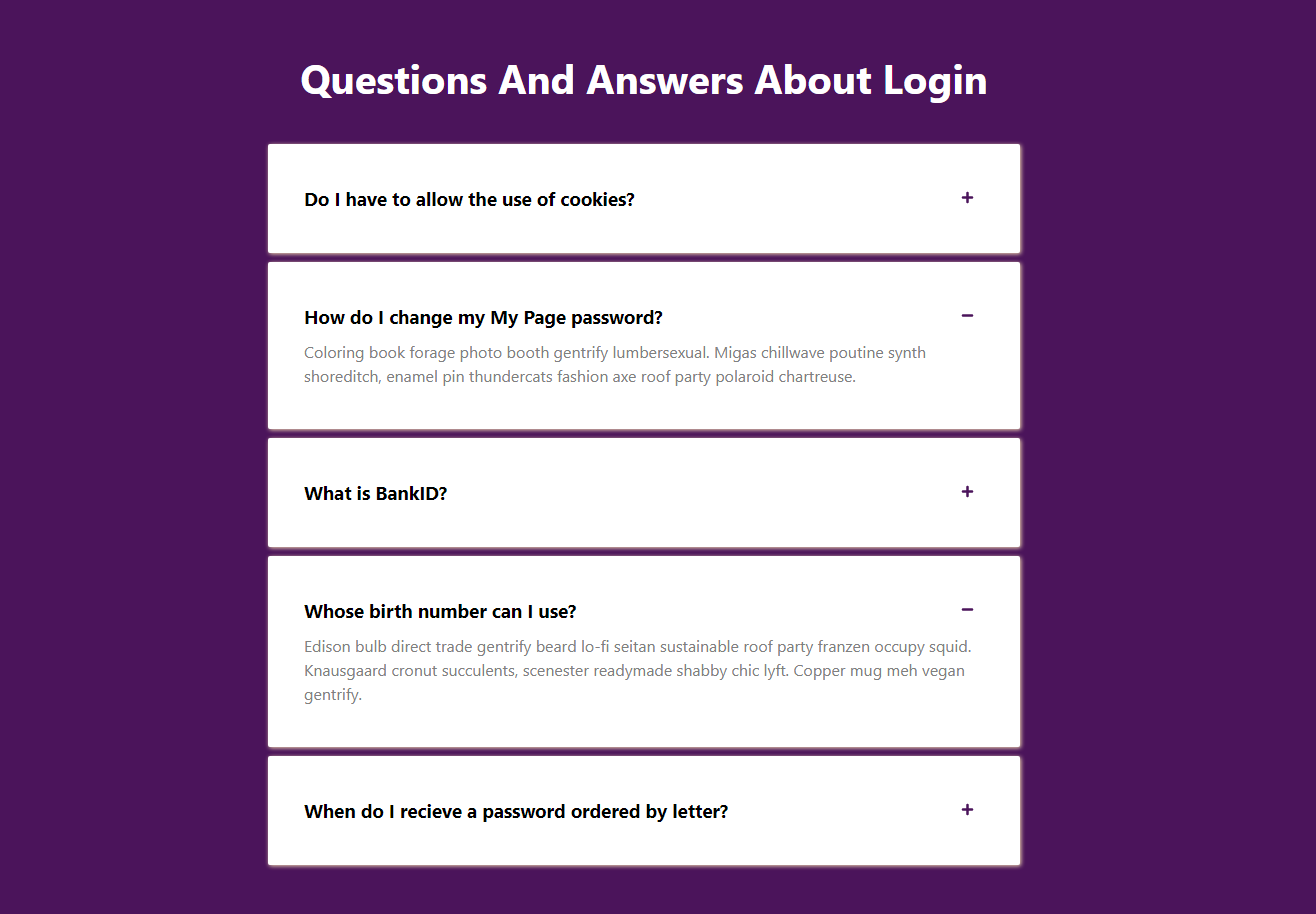 Questions And Answers About Login
Do I have to allow the use of cookies?
+
How do I change my My Page password?
−
Coloring book forage photo booth gentrify lumbersexual. Migas chillwave poutine synth
shoreditch, enamel pin thundercats fashion axe roof party polaroid chartreuse.
What is BankID?
+
Whose birth number can I use?
−
Edison bulb direct trade gentrify beard lo-fi seitan sustainable roof party franzen occupy squid.
Knausgaard cronut succulents, scenester readymade shabby chic lyft. Copper mug meh vegan
gentrify.
When do I recieve a password ordered by letter?
+